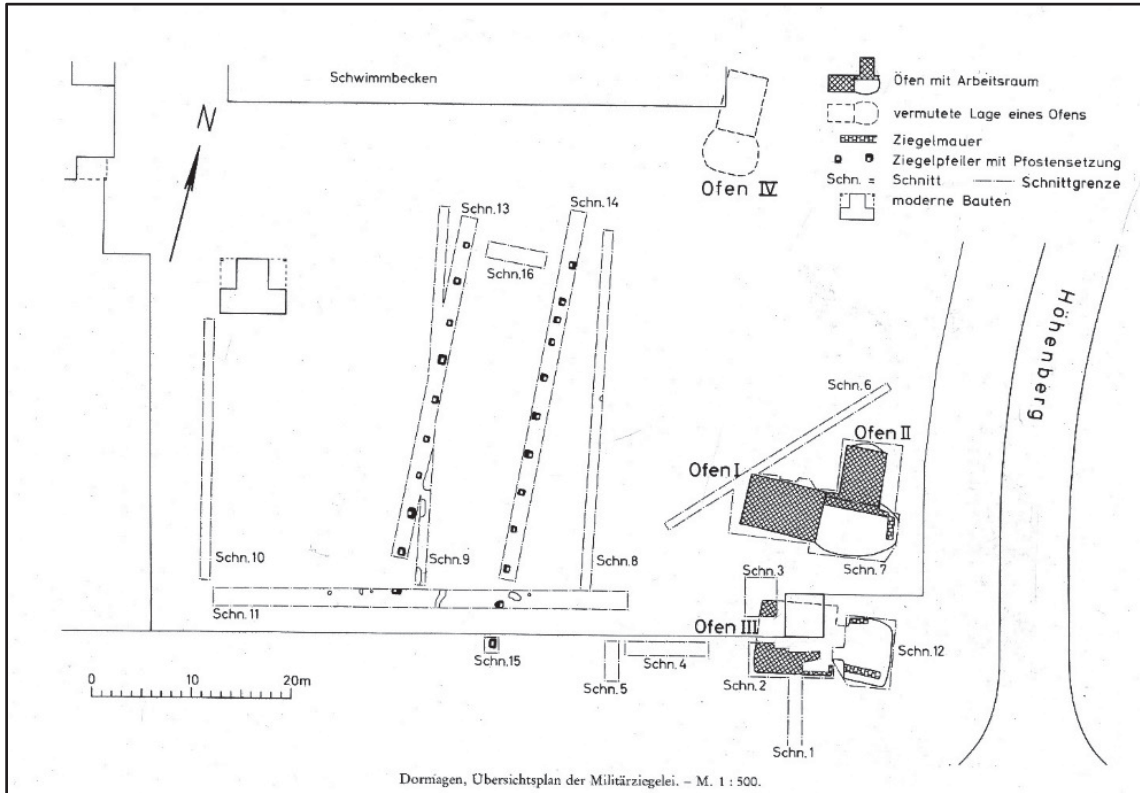 Schwimmbecken
N
Öfen mit Arbeitsraum
vermutete Lage eines Ofens
Ziegelmauer
Ziegelpfeiler mit Pfostensetzung
Schn. = Schnitt Schnittgrenze
moderne Bauten
Ofen IV
Schn.13
Schn.14
Schn.16
Höhenberg
Schn.6
Ofen II
Ofen I
Schn.10
Schn.9
Schn.8
Schn.7
Schn.3
Schn.11
Ofen III
Schn.15
Schn.4
Schn.12
Schn.5
Schn.2
0 10 20m
Schn.1
Dormagen, Übersichtsplan der Militärziegelei. – M. 1 : 500.